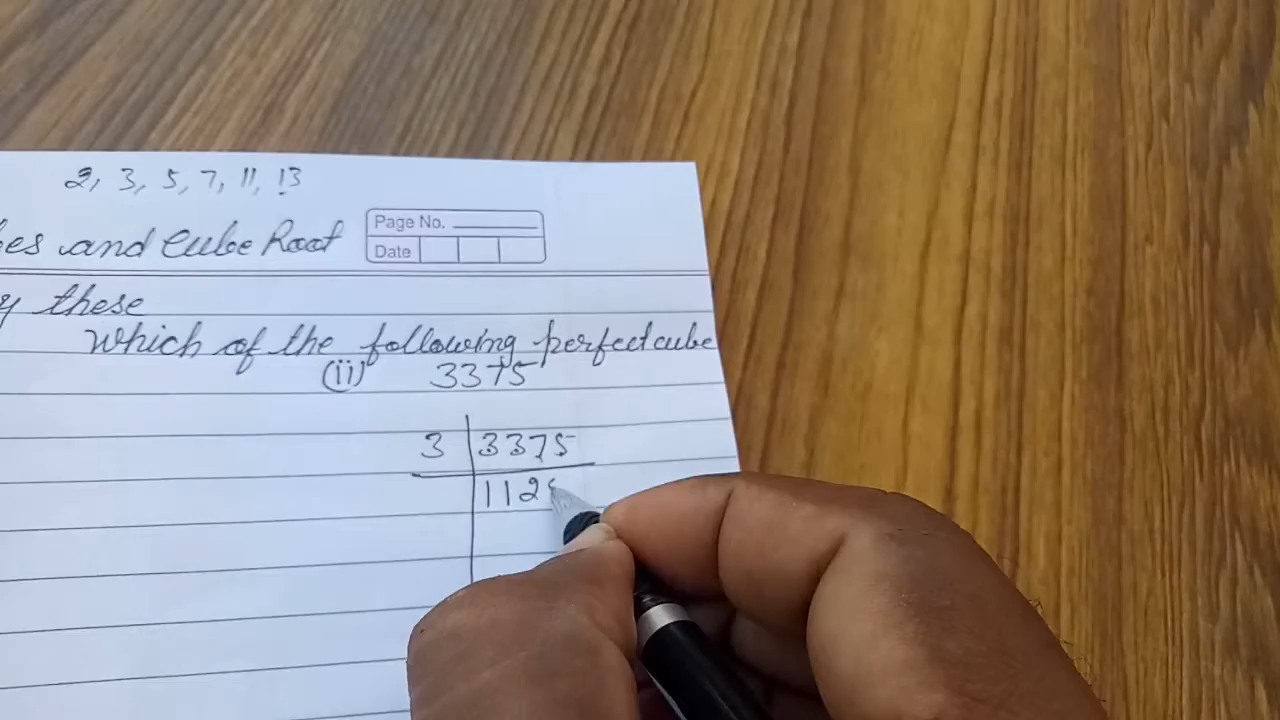 2, 3, 5, 7, 11, 13
and Cube Root
Page No.
Date
these
which of the following perfect cube
(ii) 3375
3 3375
112